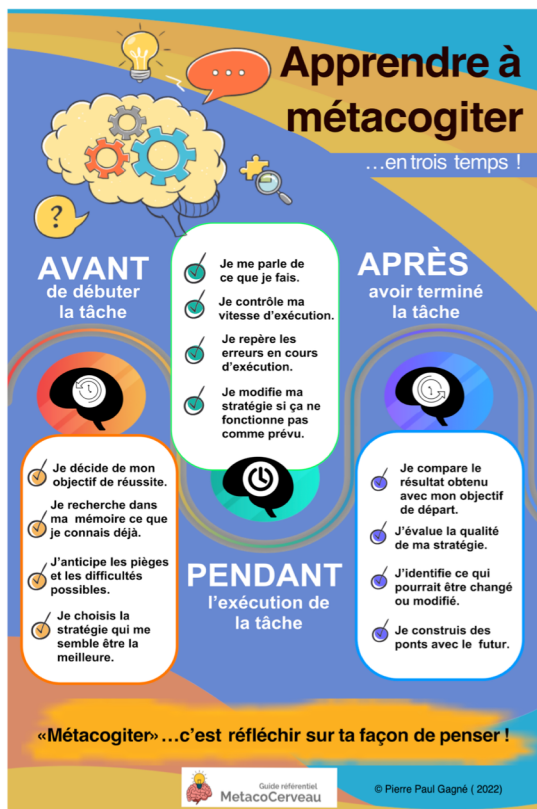 Apprendre à
métacogiter
…en trois temps !
?
AVANT
de débuter
la tâche
Je décide de mon
objectif de réussite.
Je recherche dans
ma mémoire ce que
je connais déjà.
J'anticipe les pièges
et les difficultés
possibles.
Je choisis la
stratégie qui me
semble être la
meilleure.
Je me parle de
ce que je fais.
Je contrôle ma
vitesse d'exécution.
Je repère les
erreurs en cours
d'exécution.
Je modifie ma
stratégie si ça ne
fonctionne pas
comme prévu.
PENDANT
l'exécution de
la tâche
APRÈS
avoir terminé
la tâche
Je compare le
résultat obtenu
avec mon objectif
de départ.
J'évalue la qualité
de ma stratégie.
J'identifie ce qui
pourrait être changé
ou modifié.
Je construis des
ponts avec le futur.
«Métacogiter»…c'est réfléchir sur ta façon de penser !
Guide référentiel
MetacoCerveau
© Pierre Paul Gagné ( 2022)